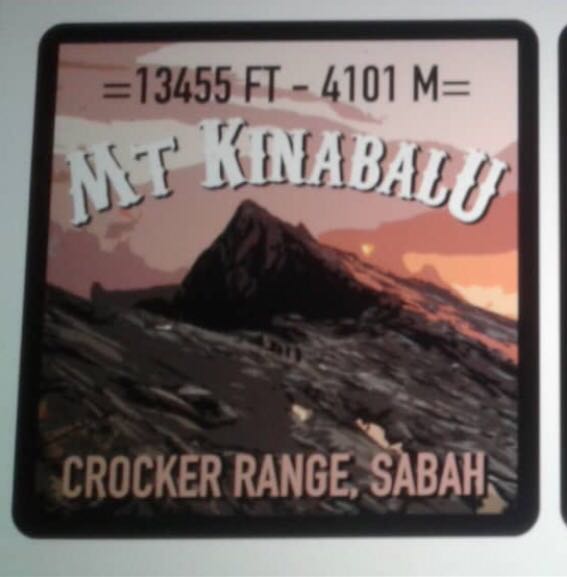 =13455 FT - 4101 M=
MT KINABALU
CROCKER RANGE, SABAH